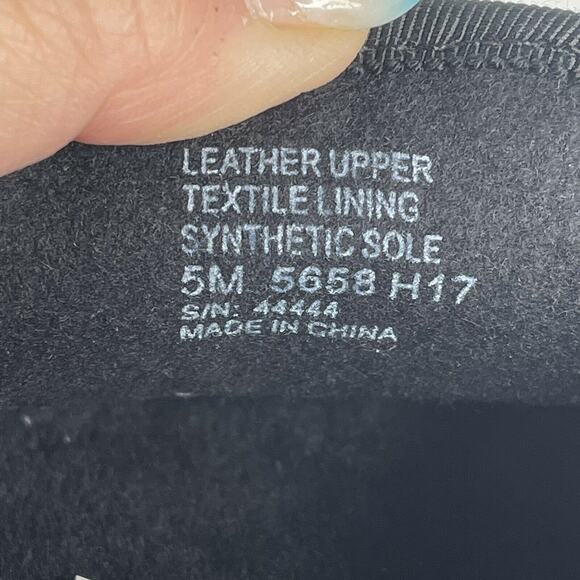 LEATHER UPPER
TEXTILE LINING
SYNTHETIC SOLE
5M 5658 H17
S/N: 44444
MADE IN CHINA